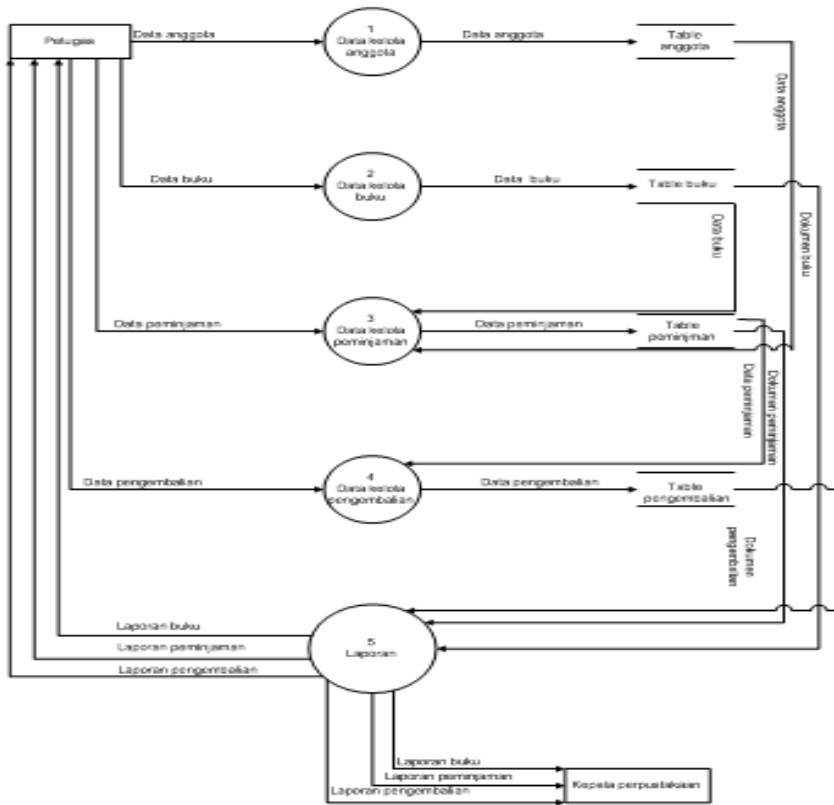 Petugas
Data anggota
1
Data kelola
anggota
Data anggota
Table
anggota
Data anggota
Data buku
2
Data kelola
buku
Data buku
Table buku
Data buku
Dokumen buku
Data peminjaman
3
Data kelola
peminjaman
Data peminjaman
Table
peminjman
Data peminjaman
Dokumen peminjaman
Data pengembalian
4
Data kelola
pengembalian
Data pengembalian
Table
pengembalian
Dokumen
pengembalian
Laporan buku
Laporan peminjaman
Laporan pengembalian
5
Laporan
Laporan buku
Laporan peminjaman
Laporan pengembalian
Kepala perpustakaan